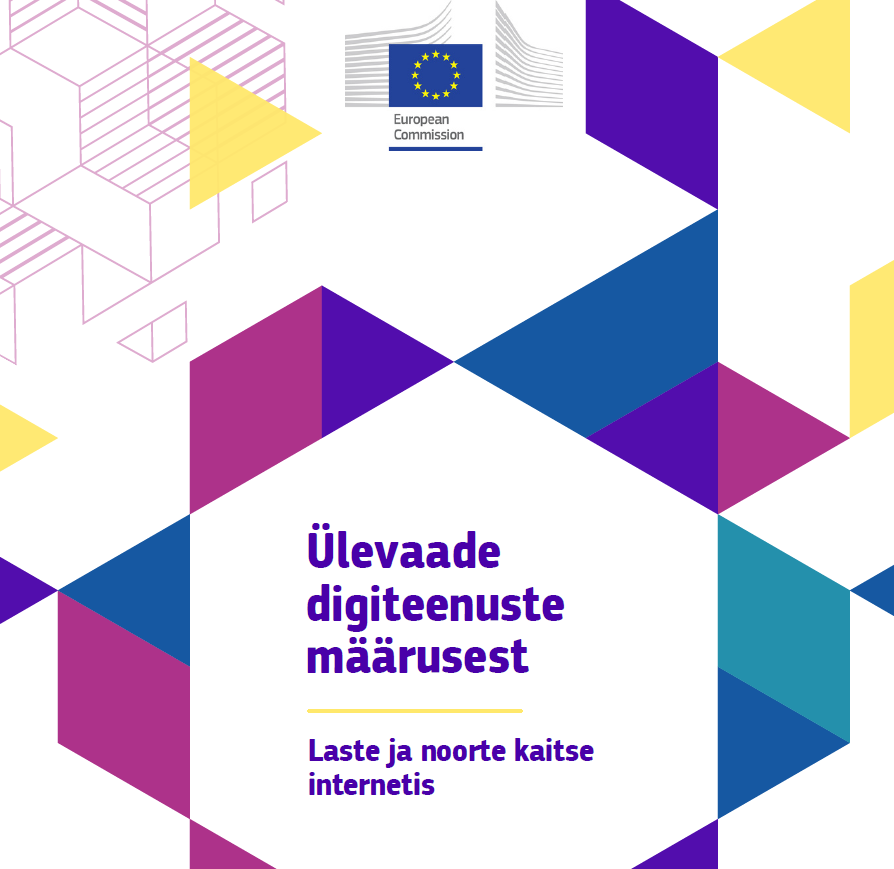 European
Commission
Ülevaade
digiteenuste
määrusest
Laste ja noorte kaitse
internetis